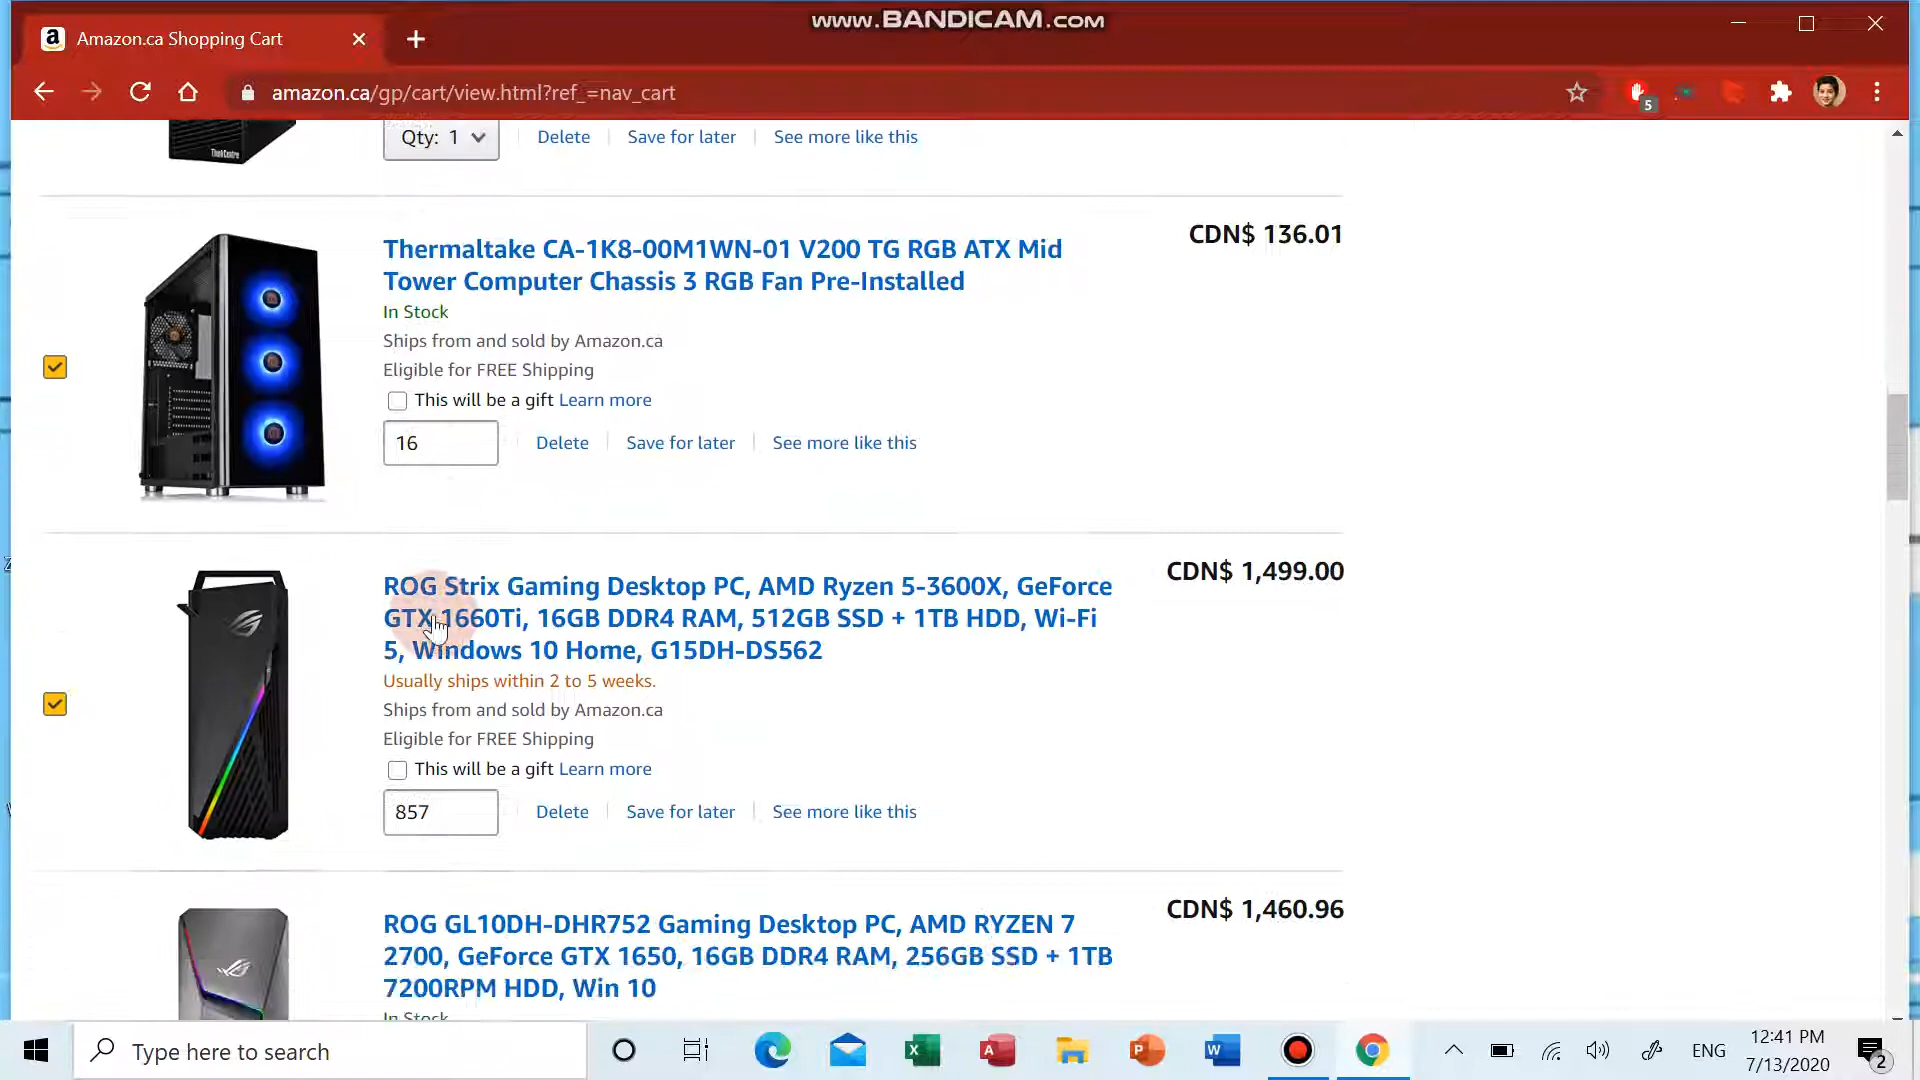 www.BANDICAM.com
Amazon.ca Shopping Cart
amazon.ca/gp/cart/view.html?ref_=nav_cart
5
ThinkCentre
Qty: 1
Delete
Save for later
See more like this
Thermaltake CA-1K8-00M1WN-01 V200 TG RGB ATX Mid
Tower Computer Chassis 3 RGB Fan Pre-Installed
CDN$ 136.01
In Stock
Ships from and sold by Amazon.ca
Eligible for FREE Shipping
This will be a gift Learn more
16
Delete
Save for later
See more like this
ROG Strix Gaming Desktop PC, AMD Ryzen 5-3600X, GeForce
GTX 1660Ti, 16GB DDR4 RAM, 512GB SSD + 1TB HDD, Wi-Fi
5, Windows 10 Home, G15DH-DS562
CDN$ 1,499.00
Usually ships within 2 to 5 weeks.
Ships from and sold by Amazon.ca
Eligible for FREE Shipping
This will be a gift Learn more
857
Delete
Save for later
See more like this
ROG GL10DH-DHR752 Gaming Desktop PC, AMD RYZEN 7
2700, GeForce GTX 1650, 16GB DDR4 RAM, 256GB SSD + 1TB
7200RPM HDD, Win 10
CDN$ 1,460.96
In Stock
Type here to search
ENG
12:41 PM
7/13/2020
2